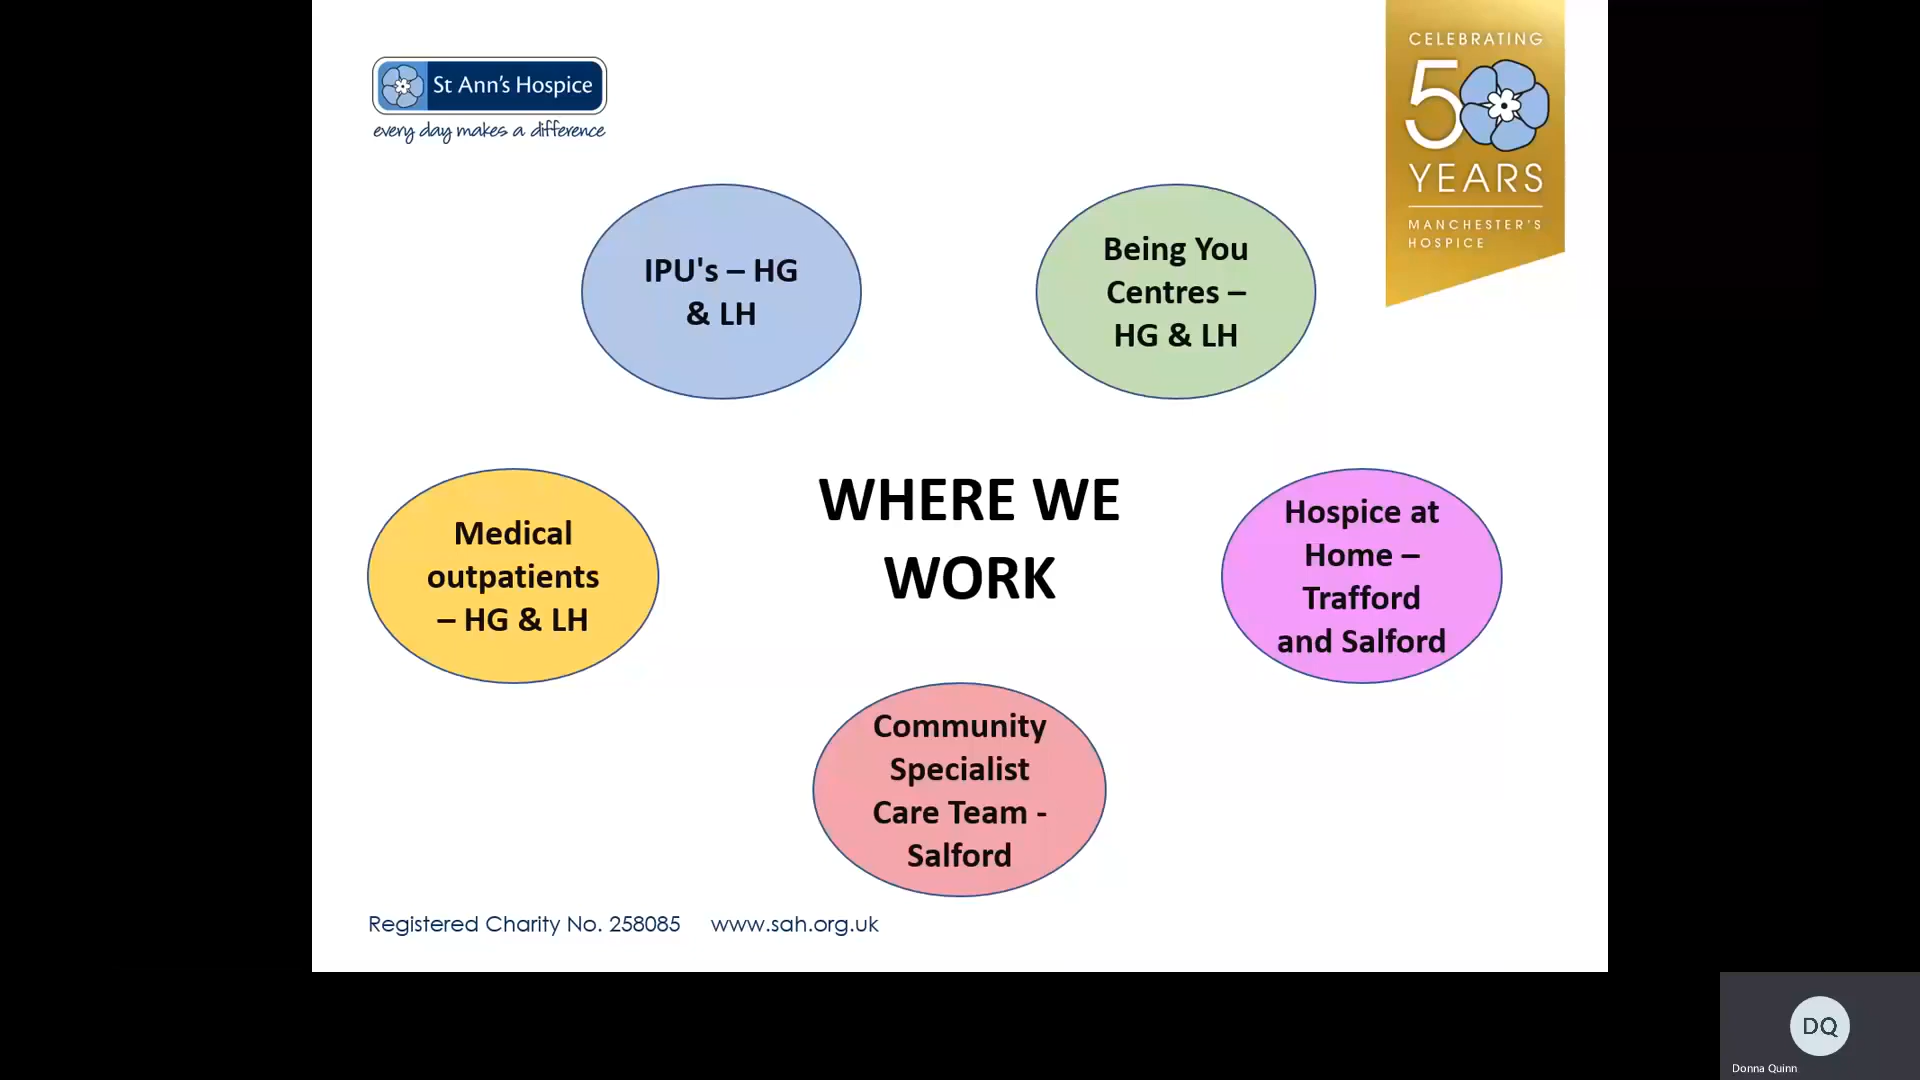 St Ann's Hospice
every day makes a difference
CELEBRATING
50
YEARS
MANCHESTER'S
HOSPICE
IPU's – HG
& LH
Being You
Centres –
HG & LH
WHERE WE
WORK
Medical
outpatients
– HG & LH
Hospice at
Home –
Trafford
and Salford
Community
Specialist
Care Team -
Salford
Registered Charity No. 258085 www.sah.org.uk
DQ
Donna Quinn